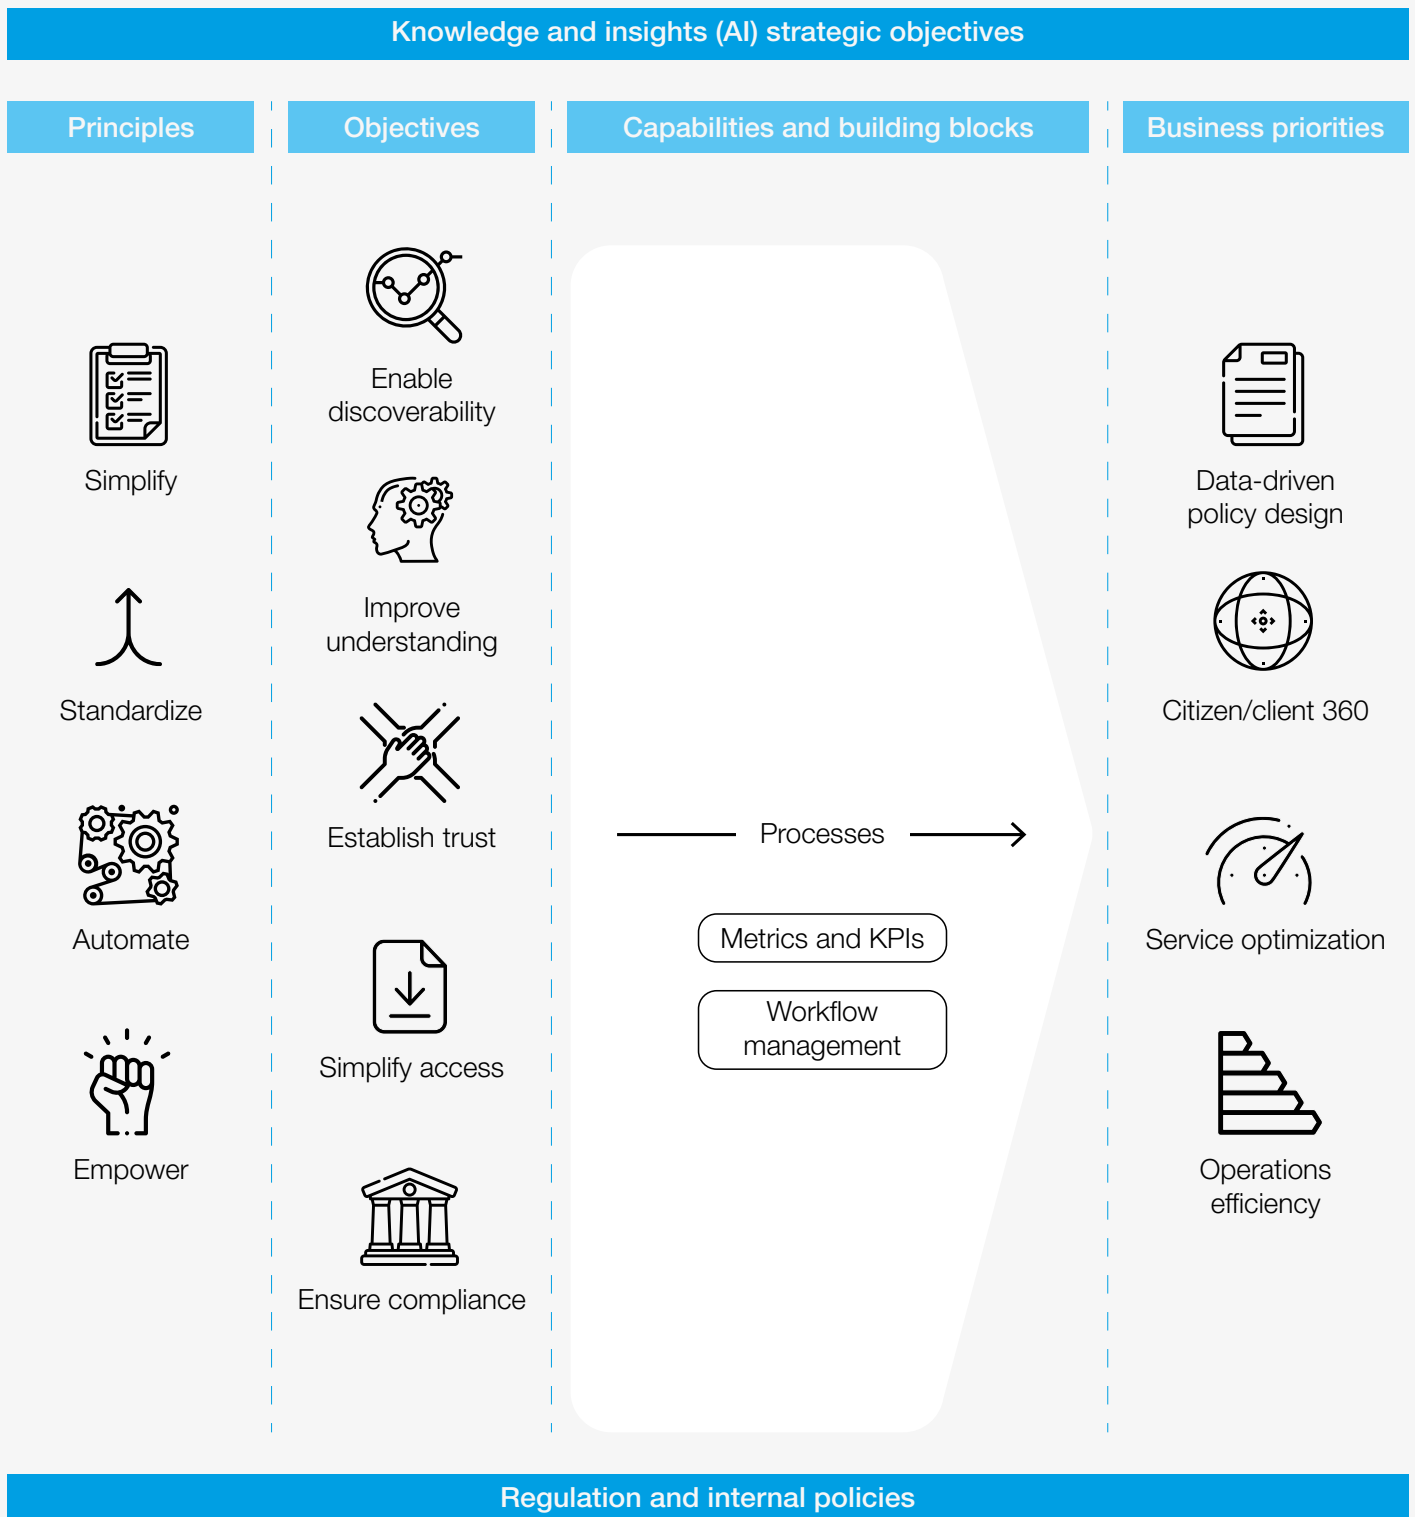 Knowledge and insights (AI) strategic objectives
Principles
Objectives
Capabilities and building blocks
Business priorities
Simplify
Standardize
Automate
Empower
Enable
discoverability
Improve
understanding
Establish trust
Simplify access
Ensure compliance
Processes
Metrics and KPIs
Workflow
management
Data-driven
policy design
Citizen/client 360
Service optimization
Operations
efficiency
Regulation and internal policies